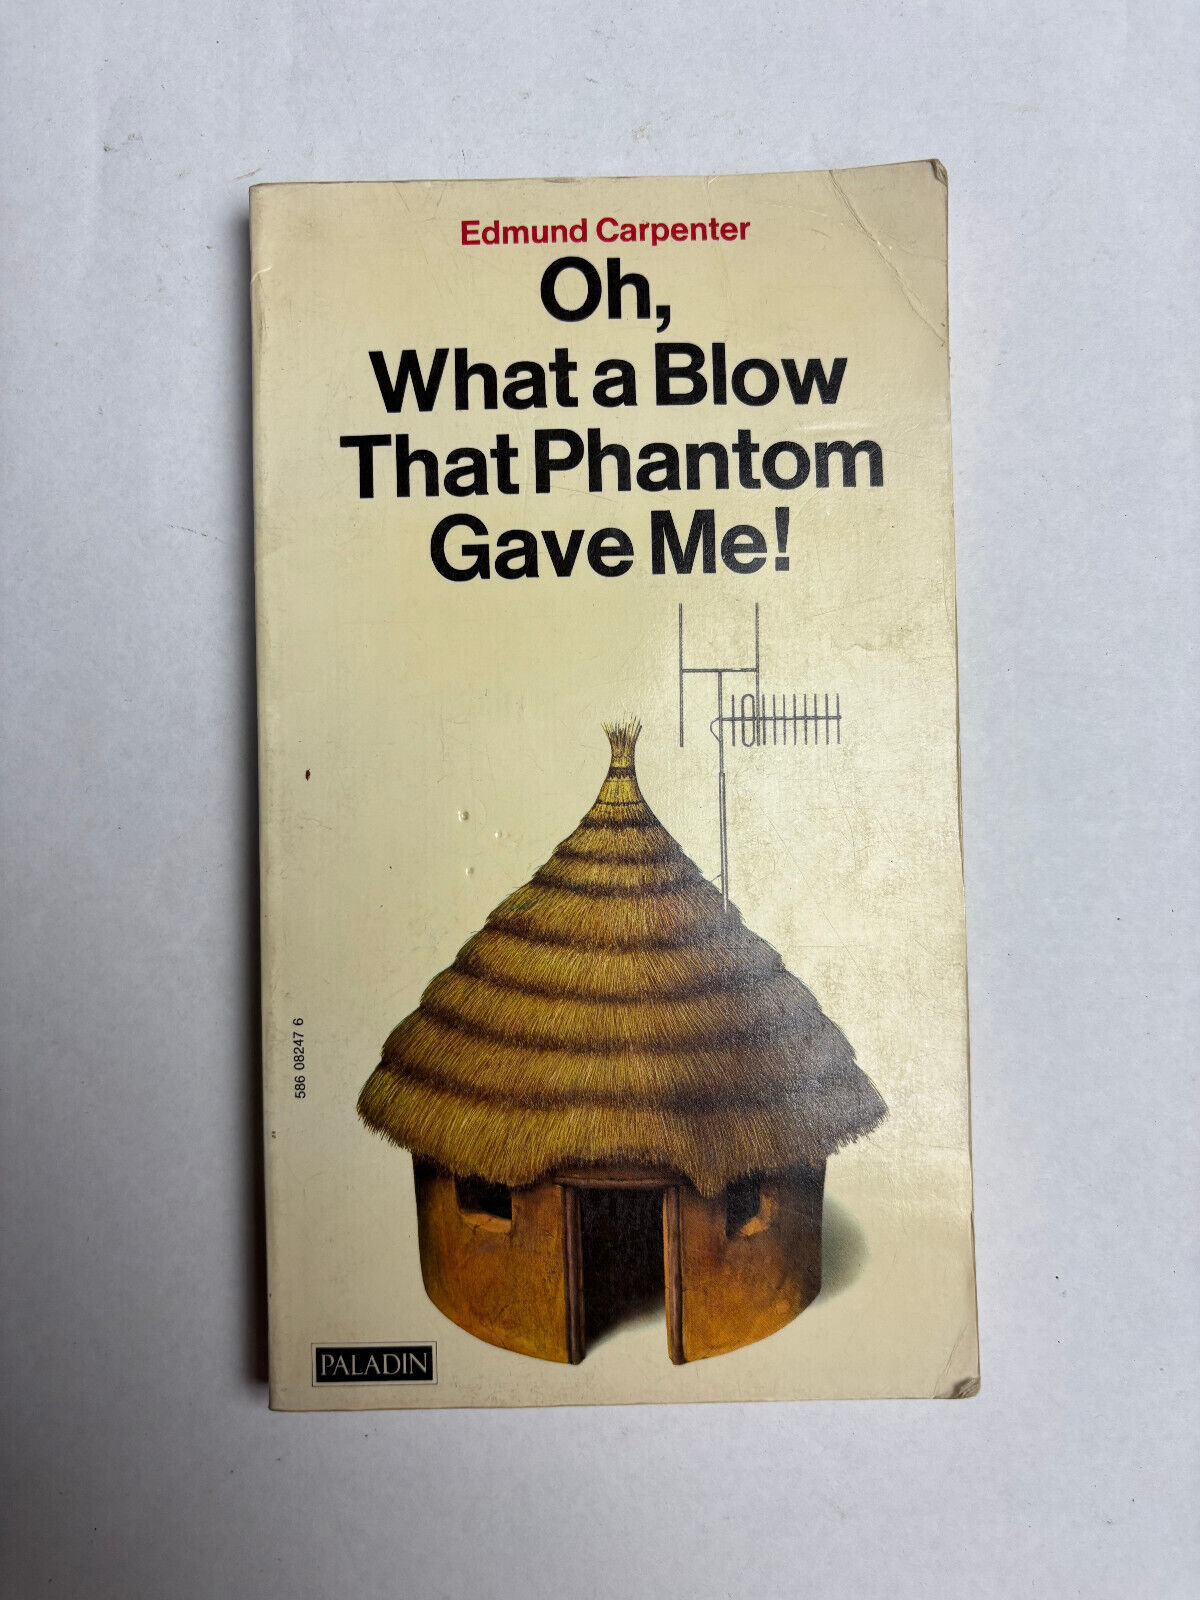 Edmund Carpenter
Oh,
What a Blow
That Phantom
Gave Me!
586 08247 6
PALADIN